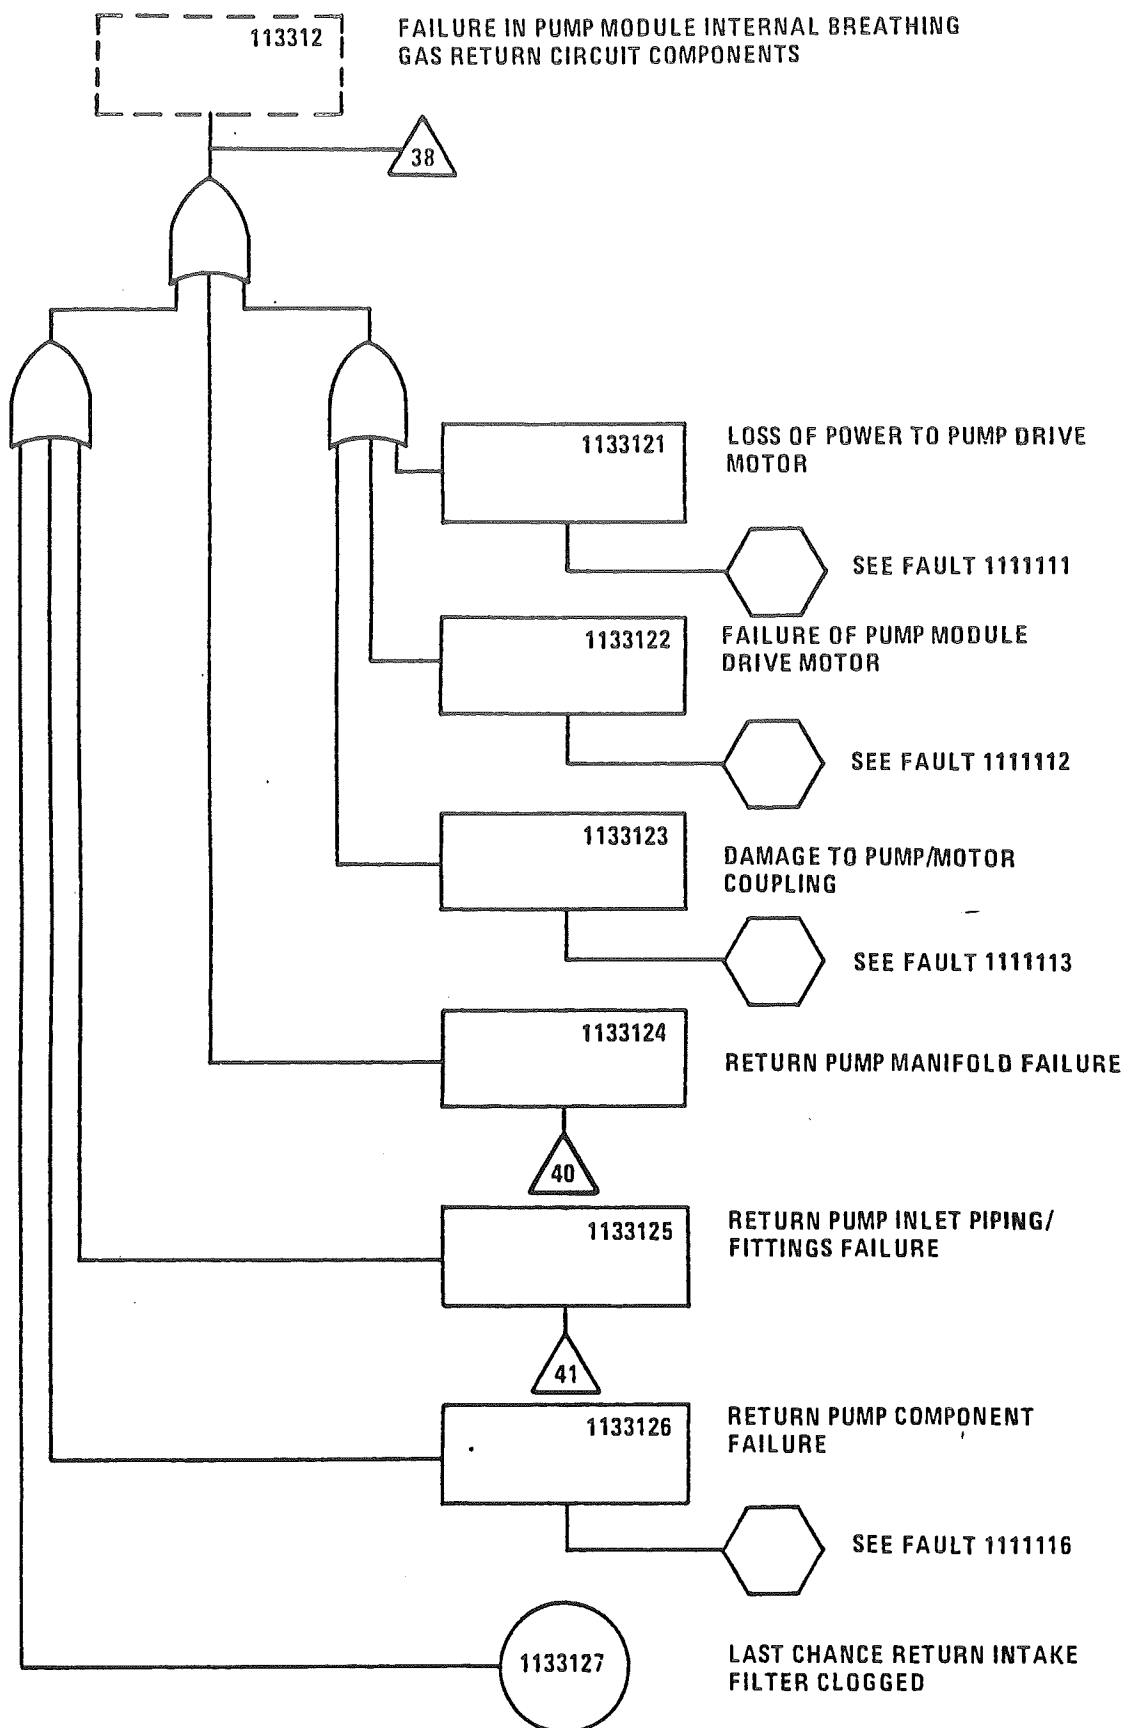 113312
FAILURE IN PUMP MODULE INTERNAL BREATHING
GAS RETURN CIRCUIT COMPONENTS
38
1133121
LOSS OF POWER TO PUMP DRIVE
MOTOR
SEE FAULT 1111111
1133122
FAILURE OF PUMP MODULE
DRIVE MOTOR
SEE FAULT 1111112
1133123
DAMAGE TO PUMP/MOTOR
COUPLING
SEE FAULT 1111113
1133124
RETURN PUMP MANIFOLD FAILURE
40
1133125
RETURN PUMP INLET PIPING/
FITTINGS FAILURE
41
1133126
RETURN PUMP COMPONENT
FAILURE
SEE FAULT 1111116
1133127
LAST CHANCE RETURN INTAKE
FILTER CLOGGED